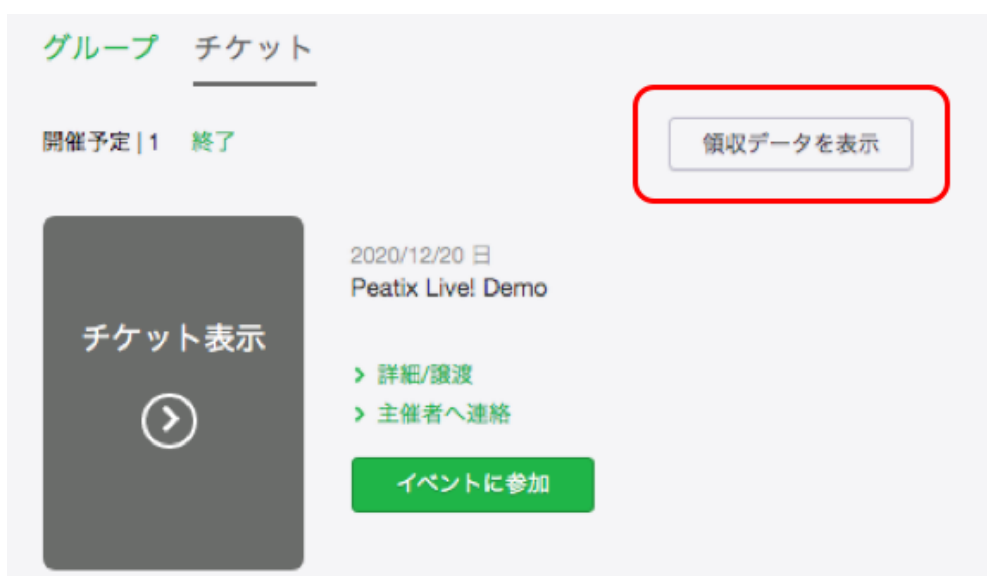 グループ チケット
開催予定 | 1 終了
領収データを表示
チケット表示
2020/12/20 日
Peatix Live! Demo
> 詳細/譲渡
> 主催者へ連絡
イベントに参加